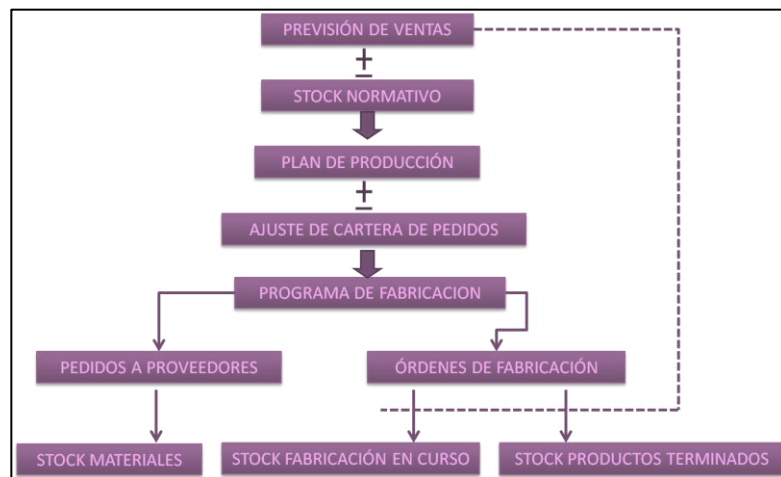 PREVISIÓN DE VENTAS
+
−
STOCK NORMATIVO
PLAN DE PRODUCCIÓN
+
−
AJUSTE DE CARTERA DE PEDIDOS
PROGRAMA DE FABRICACION
PEDIDOS A PROVEEDORES
ÓRDENES DE FABRICACIÓN
STOCK MATERIALES
STOCK FABRICACIÓN EN CURSO
STOCK PRODUCTOS TERMINADOS